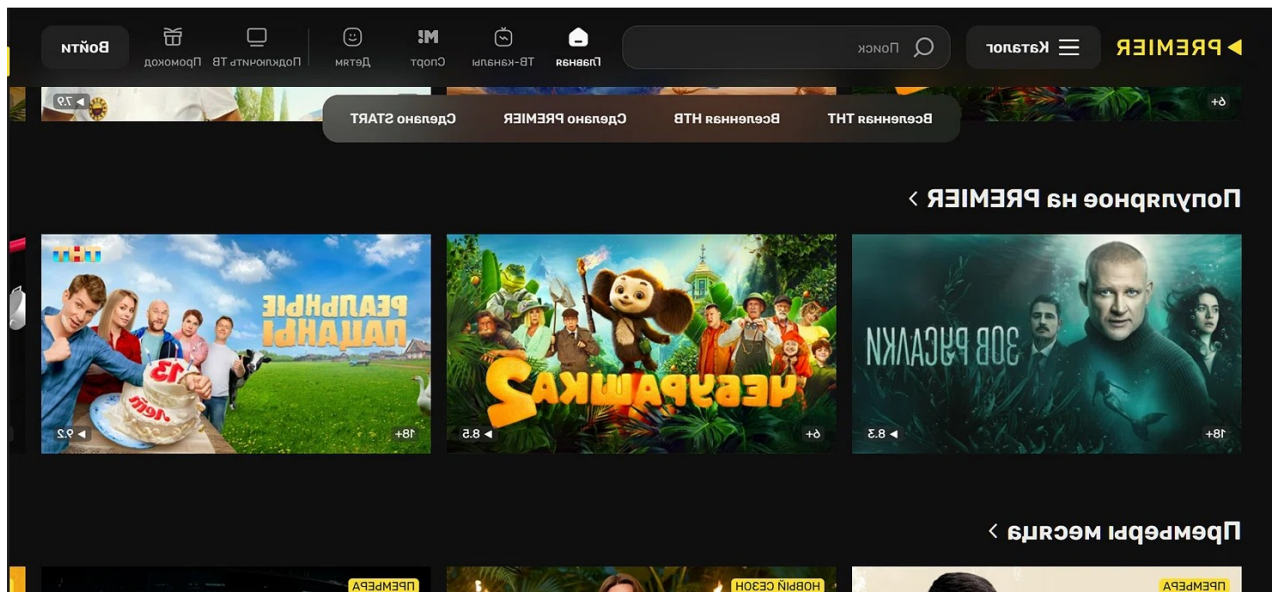 PREMIER
Каталог
Поиск
Главная
ТВ-каналы
Спорт
Детям
Подключить ТВ
Промокод
Войти
6+
7.9
Вселенная ТНТ
Вселенная НТВ
Сделано PREMIER
Сделано START
Популярное на PREMIER
ЗОВ РУСАЛКИ
18+
8.3
ЧЕБУРАШКА 2
6+
8.5
ТНТ
РЕАЛЬНЫЕ
ПАЦАНЫ
13
лет
18+
9.2
Премьеры месяца
ПРЕМЬЕРА
НОВЫЙ СЕЗОН
ПРЕМЬЕРА